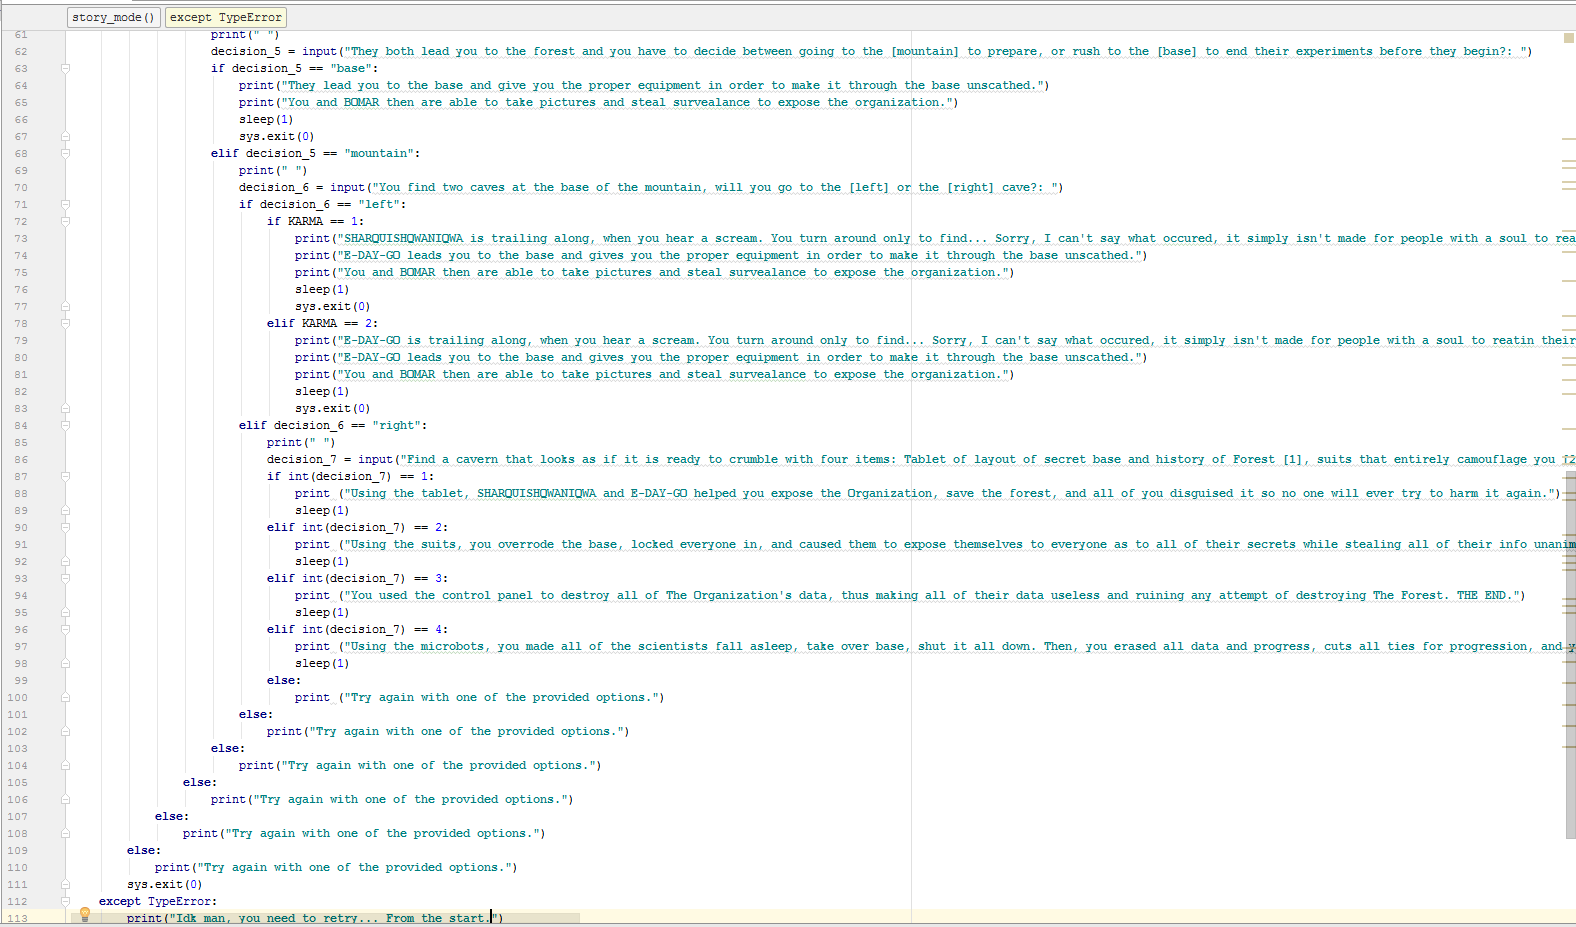 story_mode() except TypeError
61 print(" ")
62 decision_5 = input("They both lead you to the forest and you have to decide between going to the [mountain] to prepare, or rush to the [base] to end their experiments before they begin?: ")
63 if decision_5 == "base":
64 print("They lead you to the base and give you the proper equipment in order to make it through the base unscathed.")
65 print("You and BOMAR then are able to take pictures and steal survealance to expose the organization.")
66 sleep(1)
67 sys.exit(0)
68 elif decision_5 == "mountain":
69 print(" ")
70 decision_6 = input("You find two caves at the base of the mountain, will you go to the [left] or the [right] cave?: ")
71 if decision_6 == "left":
72 if KARMA == 1:
73 print("SHARQUISHQWANIQWA is trailing along, when you hear a scream. You turn around only to find... Sorry, I can't say what occured, it simply isn't made for people with a soul to rea
74 print("E-DAY-GO leads you to the base and gives you the proper equipment in order to make it through the base unscathed.")
75 print("You and BOMAR then are able to take pictures and steal survealance to expose the organization.")
76 sleep(1)
77 sys.exit(0)
78 elif KARMA == 2:
79 print("E-DAY-GO is trailing along, when you hear a scream. You turn around only to find... Sorry, I can't say what occured, it simply isn't made for people with a soul to reatin their
80 print("E-DAY-GO leads you to the base and gives you the proper equipment in order to make it through the base unscathed.")
81 print("You and BOMAR then are able to take pictures and steal survealance to expose the organization.")
82 sleep(1)
83 sys.exit(0)
84 elif decision_6 == "right":
85 print(" ")
86 decision_7 = input("Find a cavern that looks as if it is ready to crumble with four items: Tablet of layout of secret base and history of Forest [1], suits that entirely camouflage you [2
87 if int(decision_7) == 1:
88 print ("Using the tablet, SHARQUISHQWANIQWA and E-DAY-GO helped you expose the Organization, save the forest, and all of you disguised it so no one will ever try to harm it again.")
89 sleep(1)
90 elif int(decision_7) == 2:
91 print ("Using the suits, you overrode the base, locked everyone in, and caused them to expose themselves to everyone as to all of their secrets while stealing all of their info unanim
92 sleep(1)
93 elif int(decision_7) == 3:
94 print ("You used the control panel to destroy all of The Organization's data, thus making all of their data useless and ruining any attempt of destroying The Forest. THE END.")
95 sleep(1)
96 elif int(decision_7) == 4:
97 print ("Using the microbots, you made all of the scientists fall asleep, take over base, shut it all down. Then, you erased all data and progress, cuts all ties for progression, and y
98 sleep(1)
99 else:
100 print ("Try again with one of the provided options.")
101 else:
102 print("Try again with one of the provided options.")
103 else:
104 print("Try again with one of the provided options.")
105 else:
106 print("Try again with one of the provided options.")
107 else:
108 print("Try again with one of the provided options.")
109 else:
110 print("Try again with one of the provided options.")
111 sys.exit(0)
112 except TypeError:
113 print("Idk man, you need to retry... From the start.")